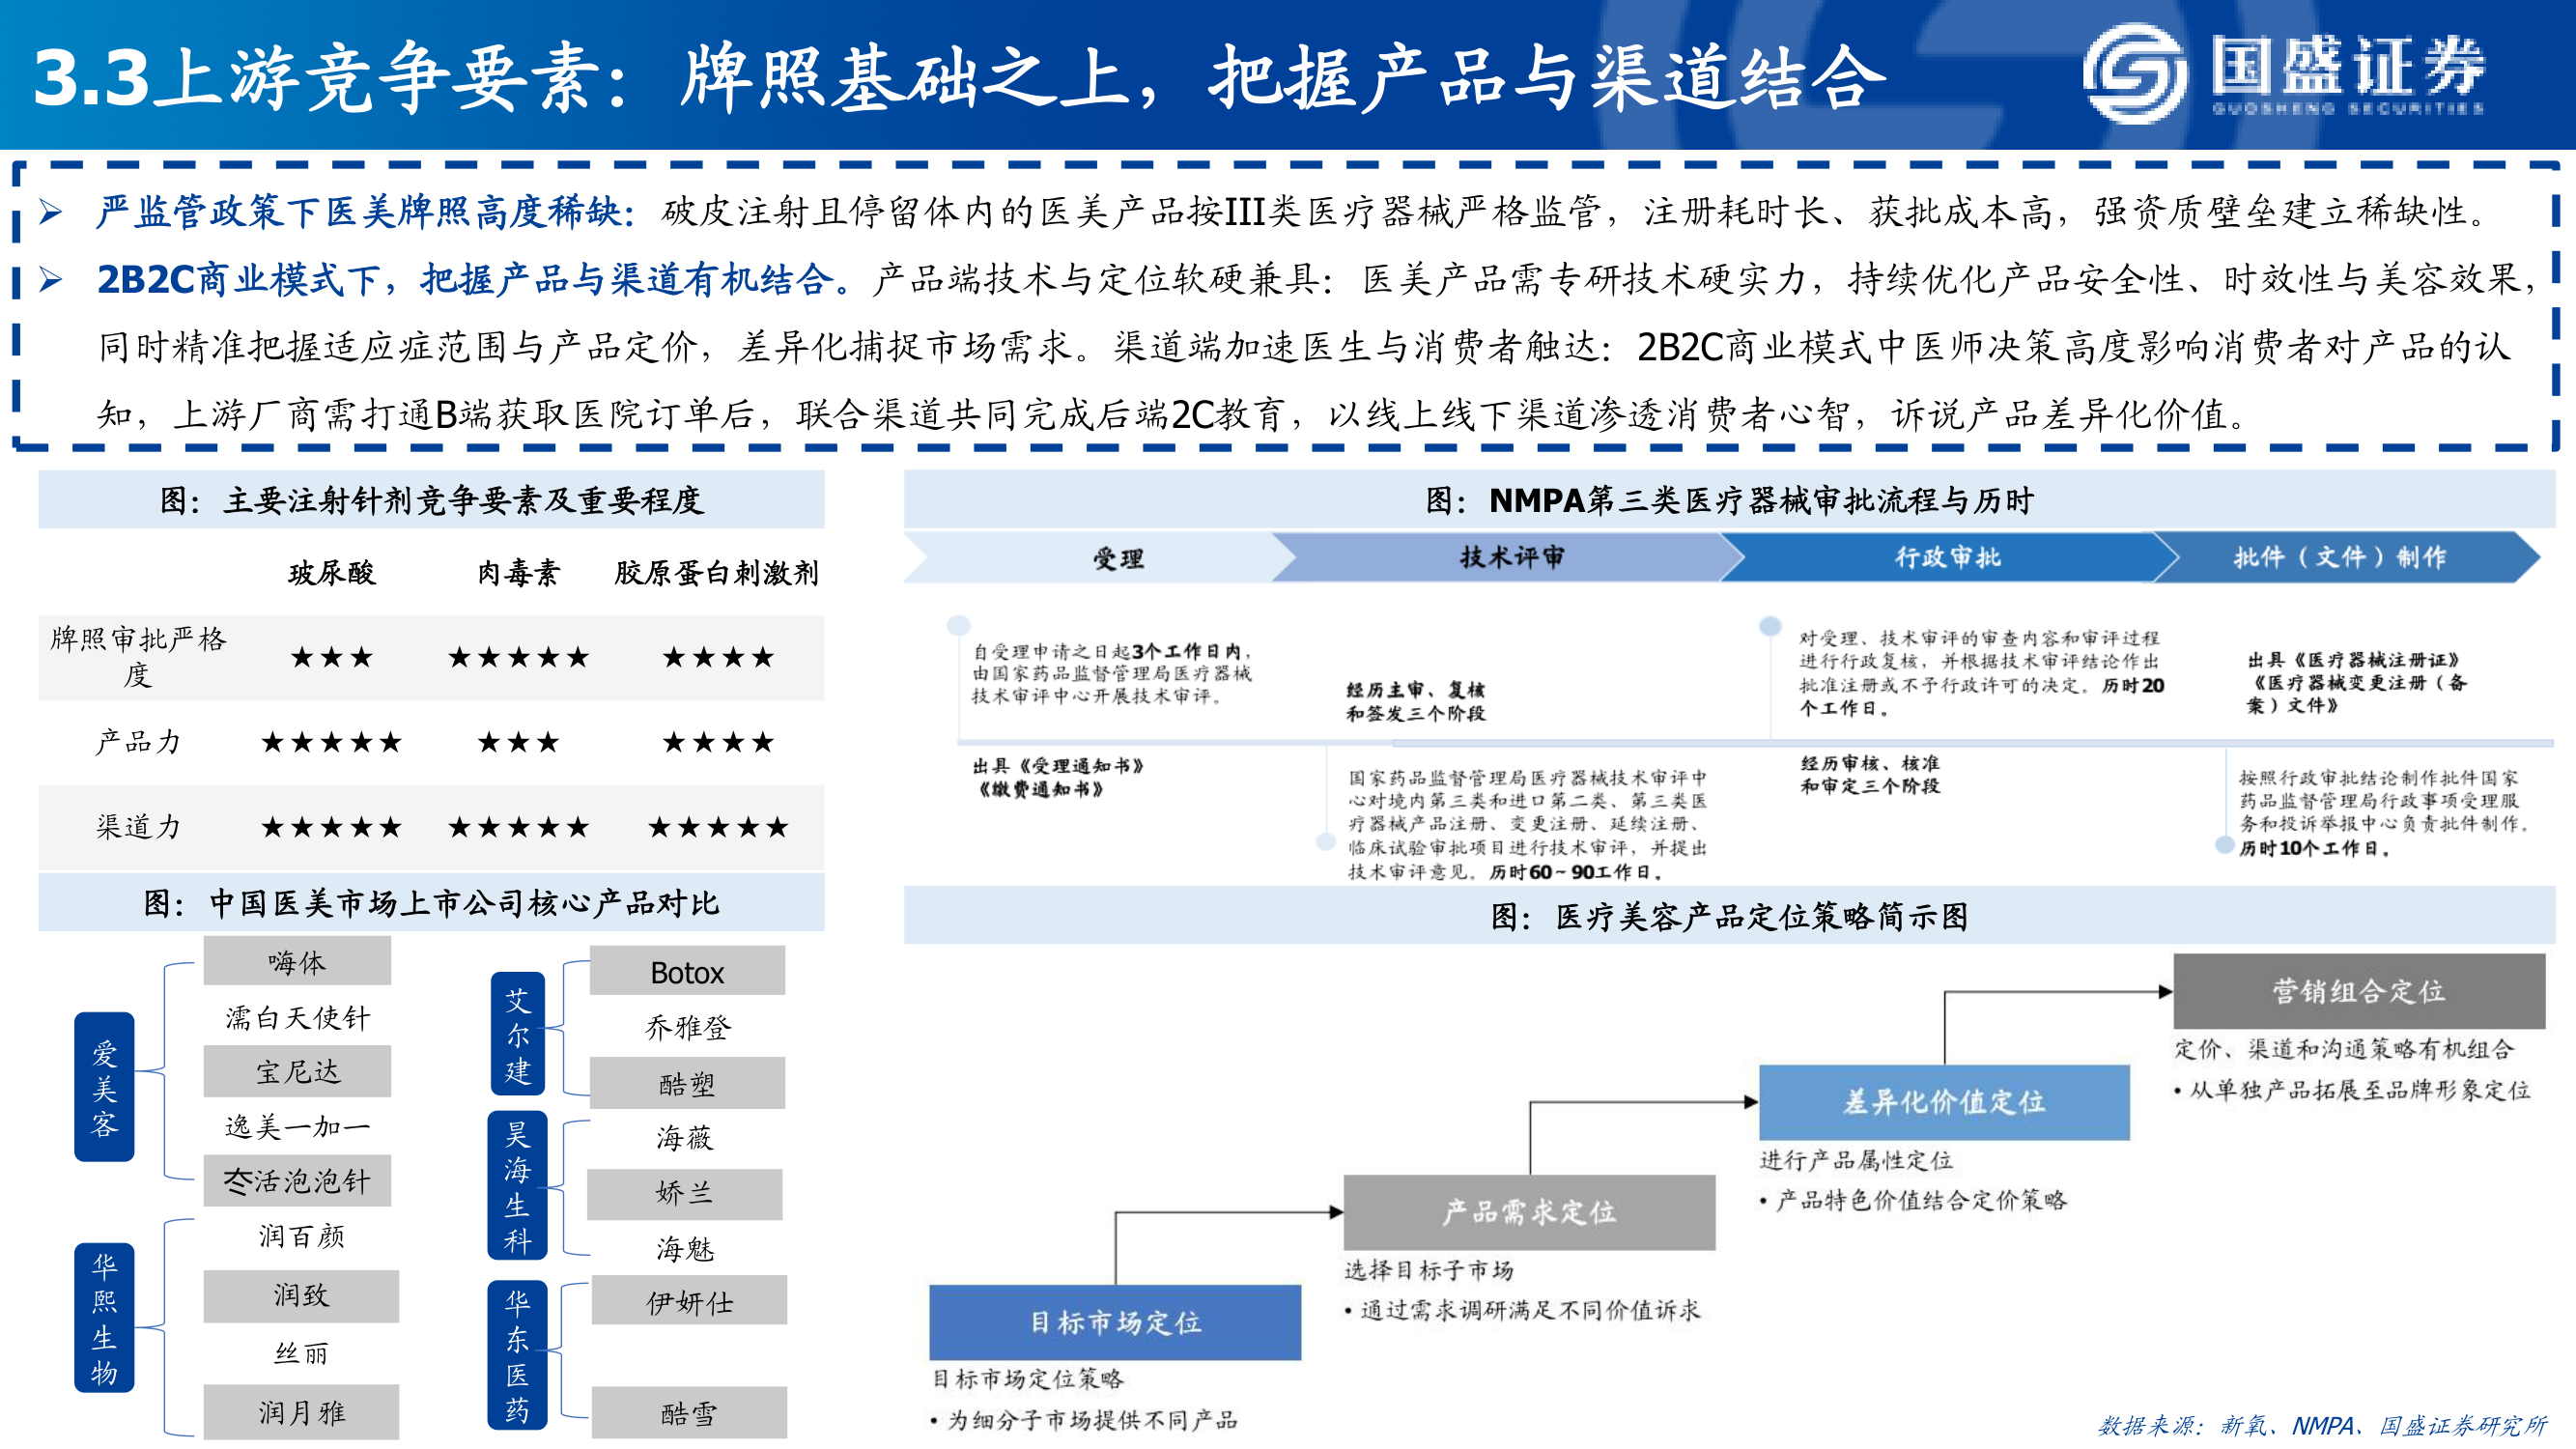 3.3上游竞争要素：牌照基础之上，把握产品与渠道结合
国盛证券
GUOSHENG SECURITIES
➢ 严监管政策下医美牌照高度稀缺：破皮注射且停留体内的医美产品按III类医疗器械严格监管，注册耗时长、获批成本高，强资质壁垒建立稀缺性。
➢ 2B2C商业模式下，把握产品与渠道有机结合。产品端技术与定位软硬兼具：医美产品需专研技术硬实力，持续优化产品安全性、时效性与美容效果，
同时精准把握适应症范围与产品定价，差异化捕捉市场需求。渠道端加速医生与消费者触达：2B2C商业模式中医师决策高度影响消费者对产品的认
知，上游厂商需打通B端获取医院订单后，联合渠道共同完成后端2C教育，以线上线下渠道渗透消费者心智，诉说产品差异化价值。
图：主要注射针剂竞争要素及重要程度
玻尿酸 肉毒素 胶原蛋白刺激剂
牌照审批严格
度
★★★ ★★★★★ ★★★★
产品力 ★★★★★ ★★★ ★★★★
渠道力 ★★★★★ ★★★★★ ★★★★★
图：中国医美市场上市公司核心产品对比
爱美客
嗨体
濡白天使针
宝尼达
逸美一加一
冭活泡泡针
华熙生物
润百颜
润致
丝丽
润月雅
艾尔建
Botox
乔雅登
酷塑
昊海生科
海薇
娇兰
海魅
华东医药
伊妍仕
酷雪
图：NMPA第三类医疗器械审批流程与历时
受理
技术评审
行政审批
批件（文件）制作
自受理申请之日起3个工作日内，
由国家药品监督管理局医疗器械
技术审评中心开展技术审评。
出具《受理通知书》
《缴费通知书》
经历主审、复核
和签发三个阶段
国家药品监督管理局医疗器械技术审评中
心对境内第三类和进口第二类、第三类医
疗器械产品注册、变更注册、延续注册、
临床试验审批项目进行技术审评，并提出
技术审评意见。历时60~90工作日。
对受理、技术审评的审查内容和审评过程
进行行政复核，并根据技术审评结论作出
批准注册或不予行政许可的决定。历时20
个工作日。
经历审核、核准
和审定三个阶段
出具《医疗器械注册证》
《医疗器械变更注册（备
案）文件》
按照行政审批结论制作批件国家
药品监督管理局行政事项受理服
务和投诉举报中心负责批件制作。
历时10个工作日。
图：医疗美容产品定位策略简示图
目标市场定位
目标市场定位策略
• 为细分子市场提供不同产品
产品需求定位
选择目标子市场
• 通过需求调研满足不同价值诉求
差异化价值定位
进行产品属性定位
• 产品特色价值结合定价策略
营销组合定位
定价、渠道和沟通策略有机组合
• 从单独产品拓展至品牌形象定位
数据来源：新氧、NMPA、国盛证券研究所